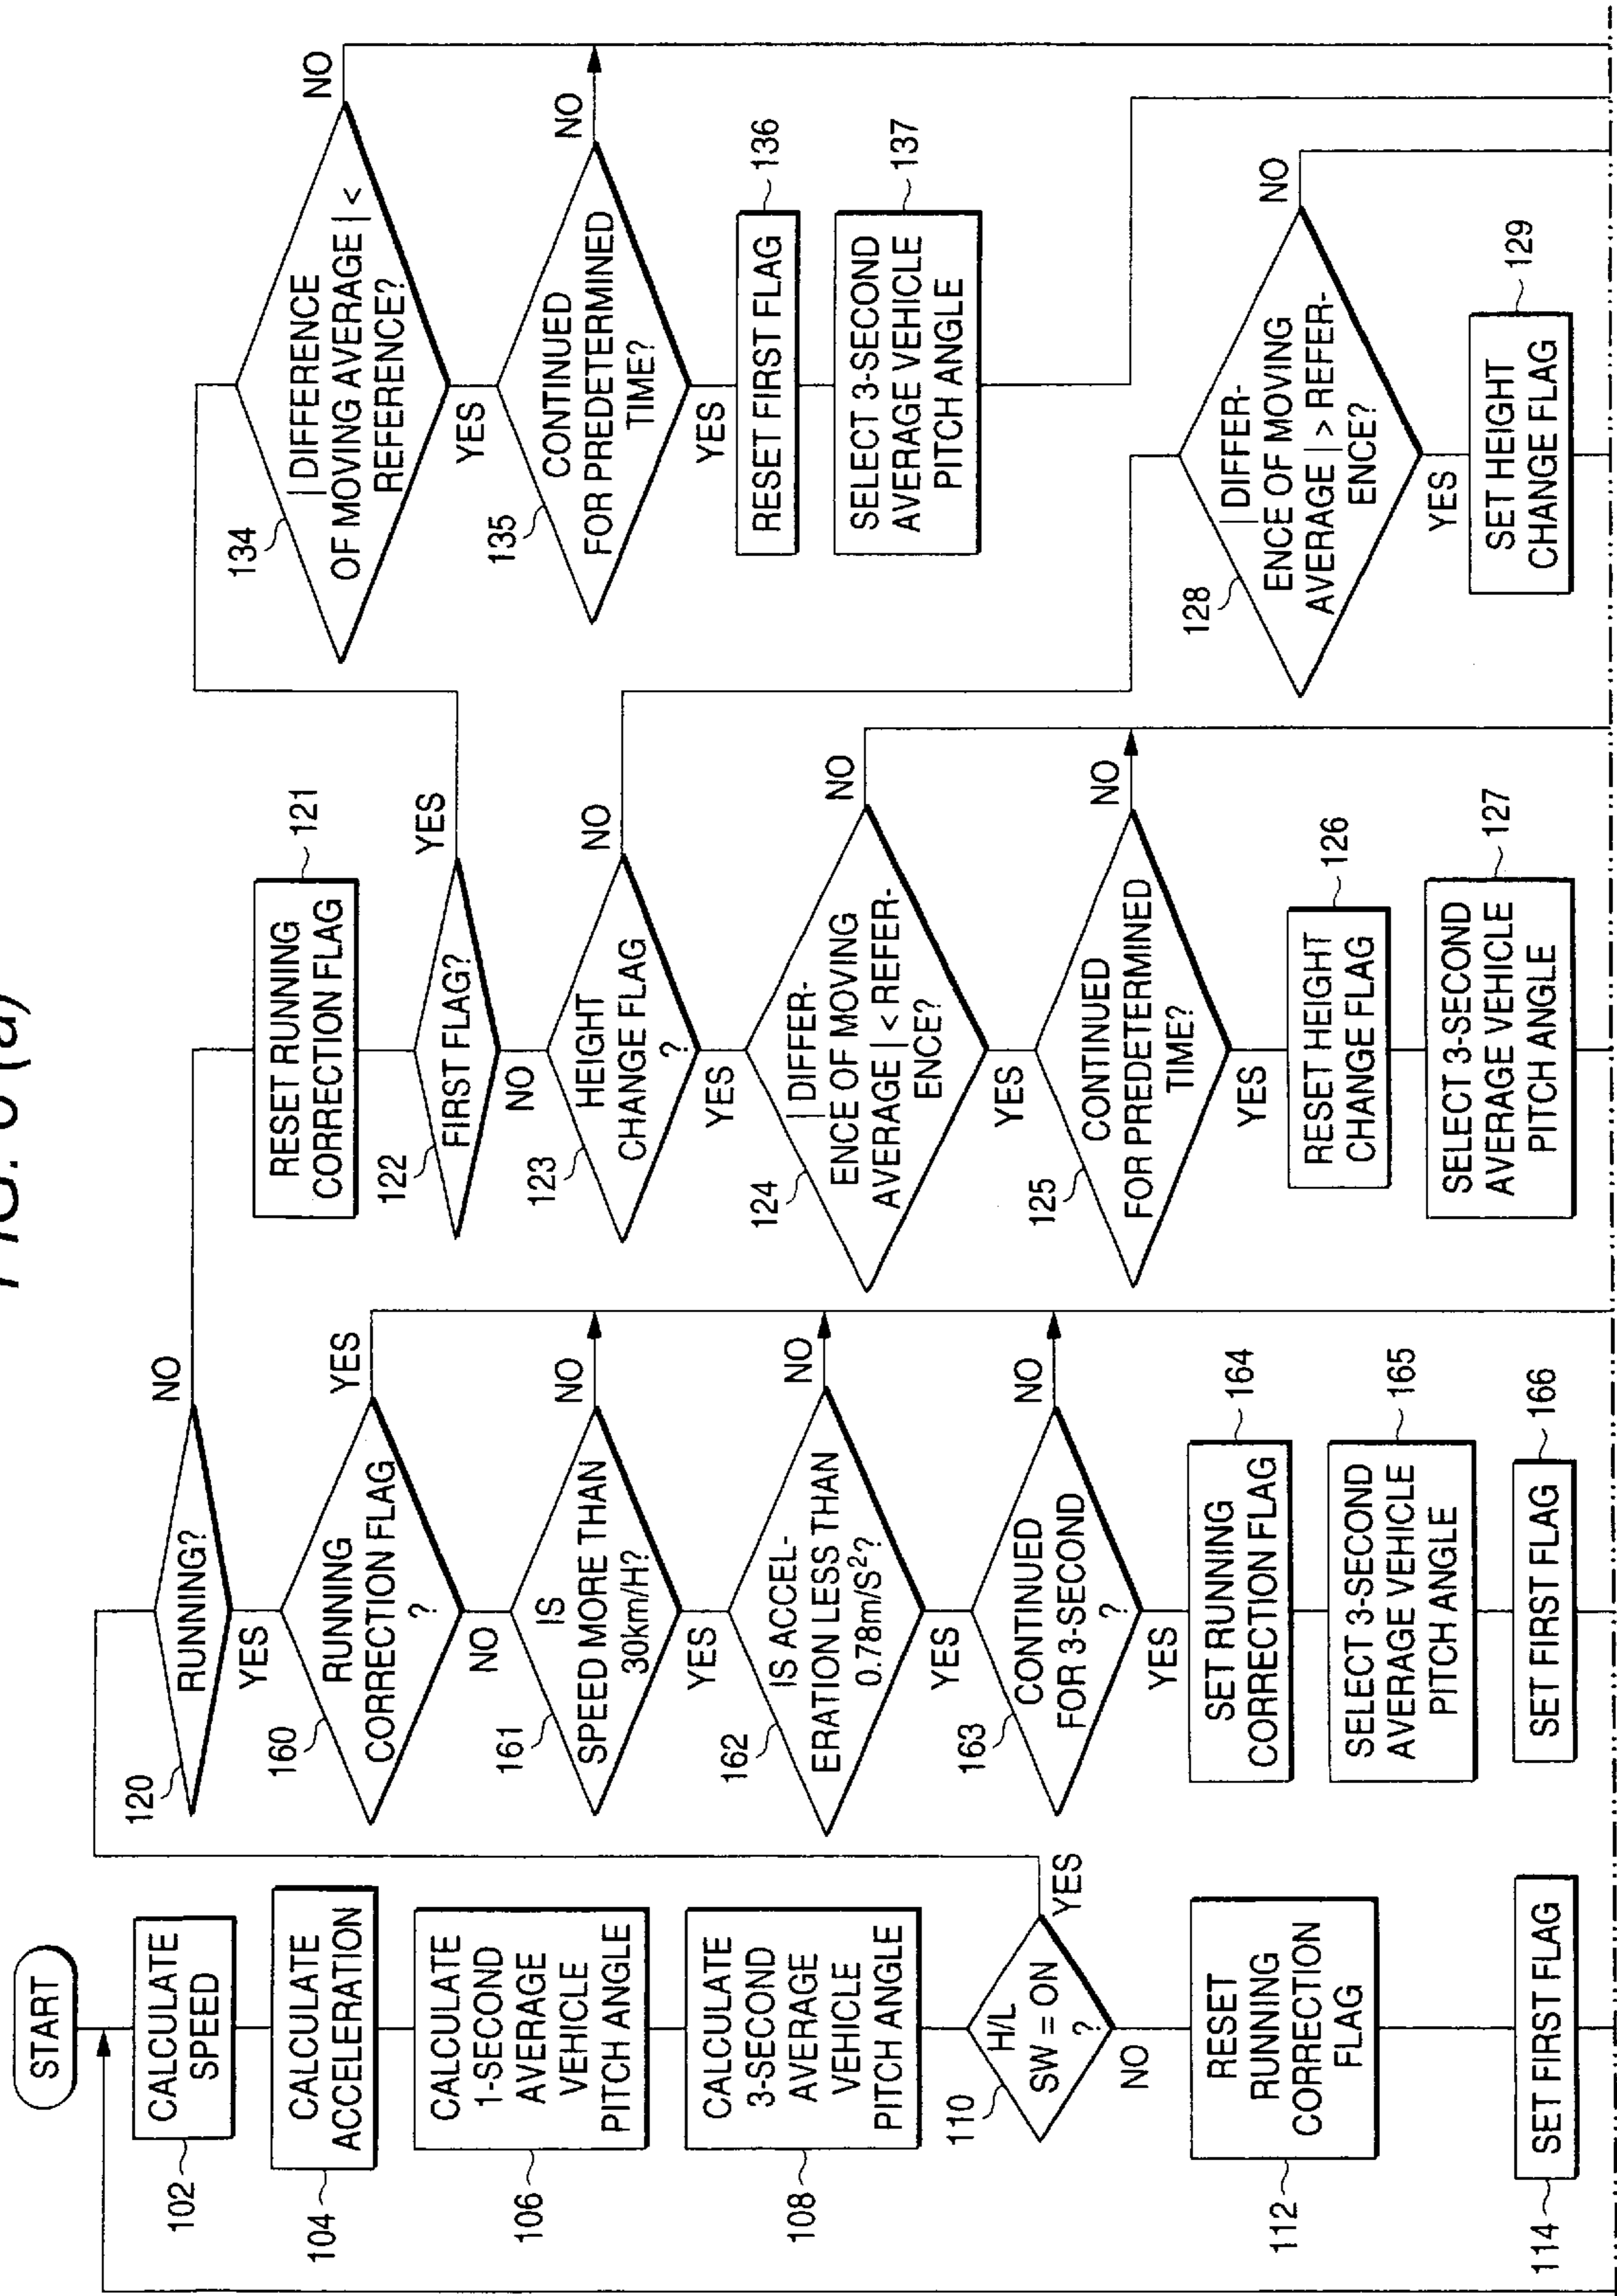 START
CALCULATE
SPEED
102
CALCULATE
ACCELERATION
104
CALCULATE
1-SECOND
AVERAGE
VEHICLE
PITCH ANGLE
106
CALCULATE
3-SECOND
AVERAGE
VEHICLE
PITCH ANGLE
108
H/L
SW = ON
?
110
YES
NO
RESET
RUNNING
CORRECTION
FLAG
112
SET FIRST FLAG
114
RUNNING?
120
NO
YES
RUNNING
CORRECTION FLAG
?
160
YES
NO
IS
SPEED MORE THAN
30km/H?
161
NO
YES
IS ACCEL-
ERATION LESS THAN
0.78m/S²?
162
NO
YES
CONTINUED
FOR 3-SECOND
?
163
NO
YES
SET RUNNING
CORRECTION FLAG
164
SELECT 3-SECOND
AVERAGE VEHICLE
PITCH ANGLE
165
SET FIRST FLAG
166
RESET RUNNING
CORRECTION FLAG
121
FIRST FLAG?
122
YES
NO
HEIGHT
CHANGE FLAG
?
123
NO
YES
|DIFFER-
ENCE OF MOVING
AVERAGE| < REFER-
ENCE?
124
NO
YES
CONTINUED
FOR PREDETERMINED
TIME?
125
NO
YES
RESET HEIGHT
CHANGE FLAG
126
SELECT 3-SECOND
AVERAGE VEHICLE
PITCH ANGLE
127
|DIFFERENCE
OF MOVING AVERAGE| <
REFERENCE?
134
NO
YES
CONTINUED
FOR PREDETERMINED
TIME?
135
NO
YES
RESET FIRST FLAG
136
SELECT 3-SECOND
AVERAGE VEHICLE
PITCH ANGLE
137
|DIFFER-
ENCE OF MOVING
AVERAGE| > REFER-
ENCE?
128
NO
YES
SET HEIGHT
CHANGE FLAG
129